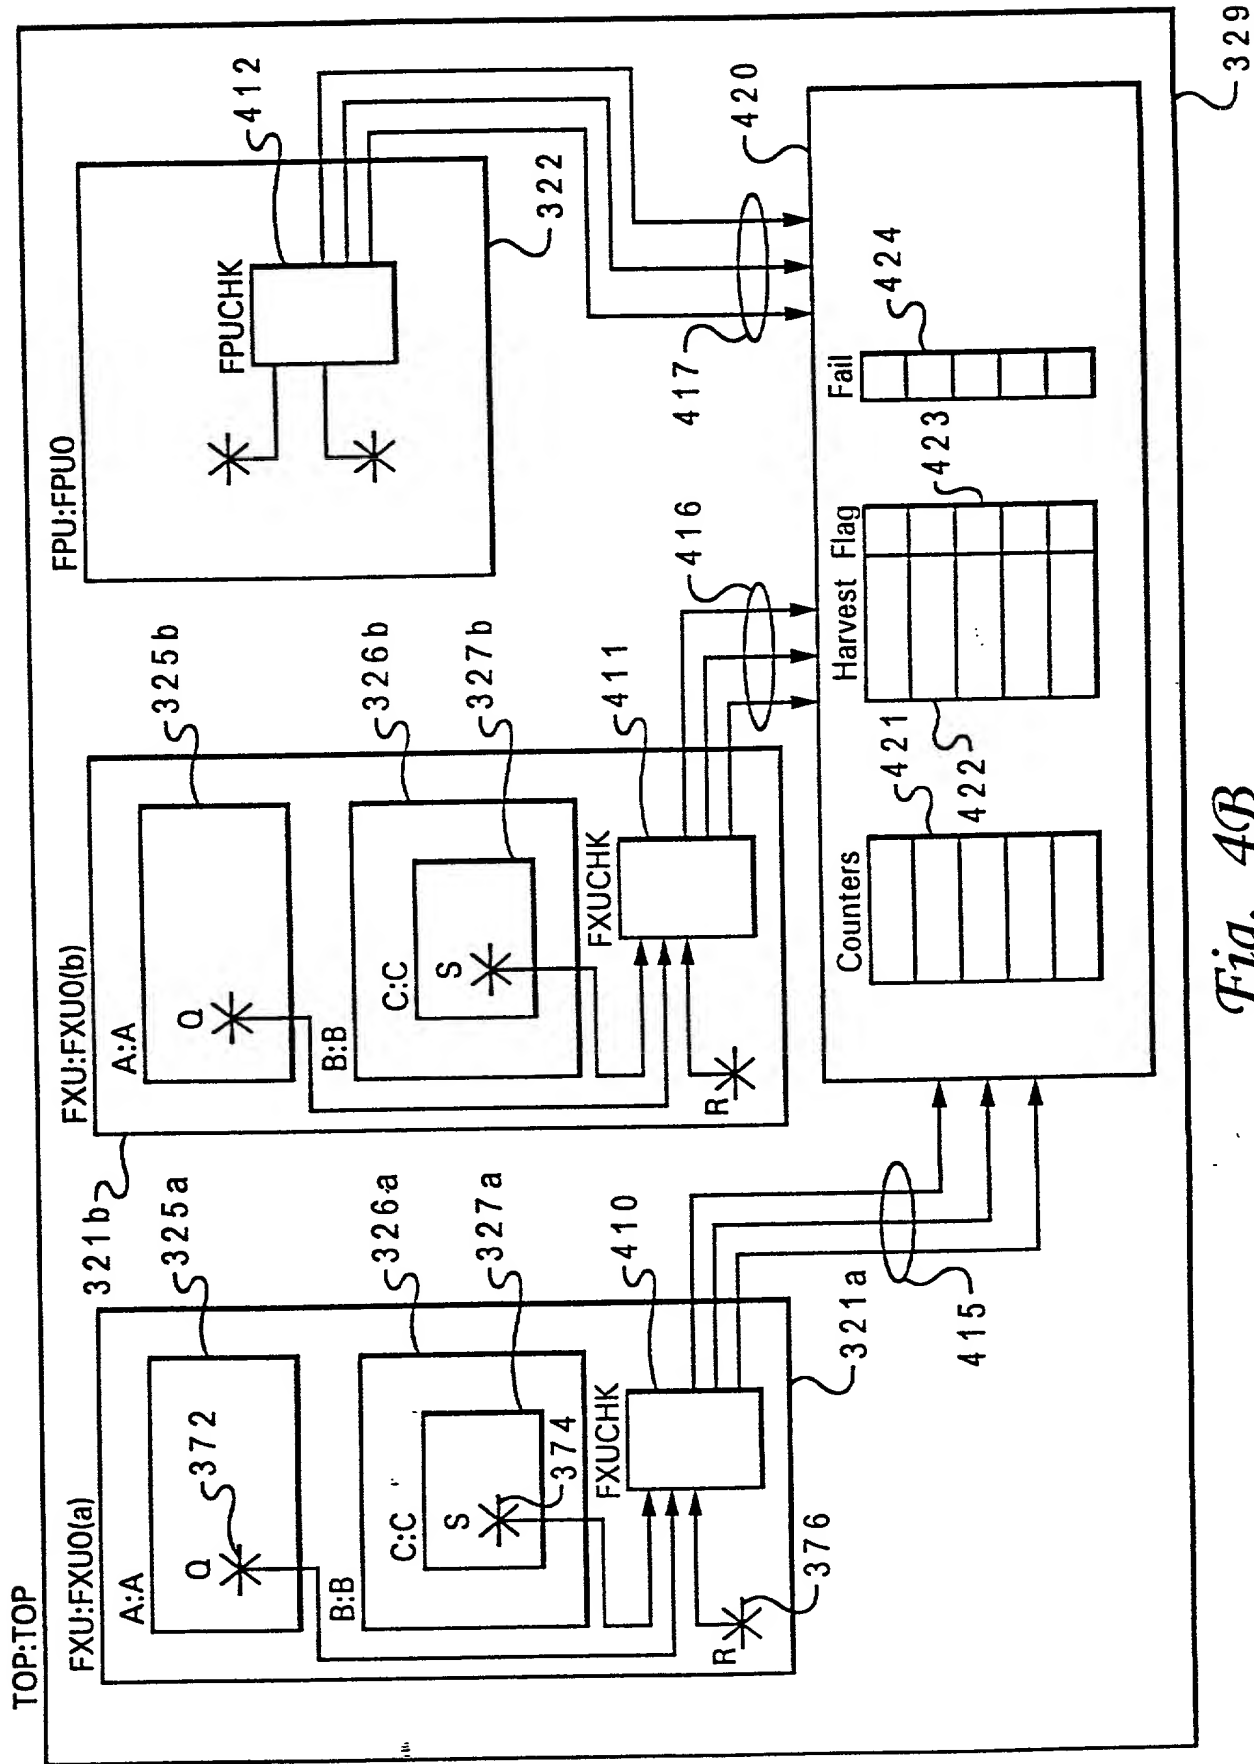 TOP:TOP
FXU:FXU0(a)
A:A
Q
372
325a
B:B
C:C
S
374
326a
327a
FXUCHK
410
R
376
321a
415
321b
FXU:FXU0(b)
A:A
Q
325b
B:B
C:C
S
326b
327b
FXUCHK
411
R
416
FPU:FPU0
FPUCHK
412
322
417
420
Counters
421
422
Harvest Flag
423
Fail
424
329
Fig. 4B